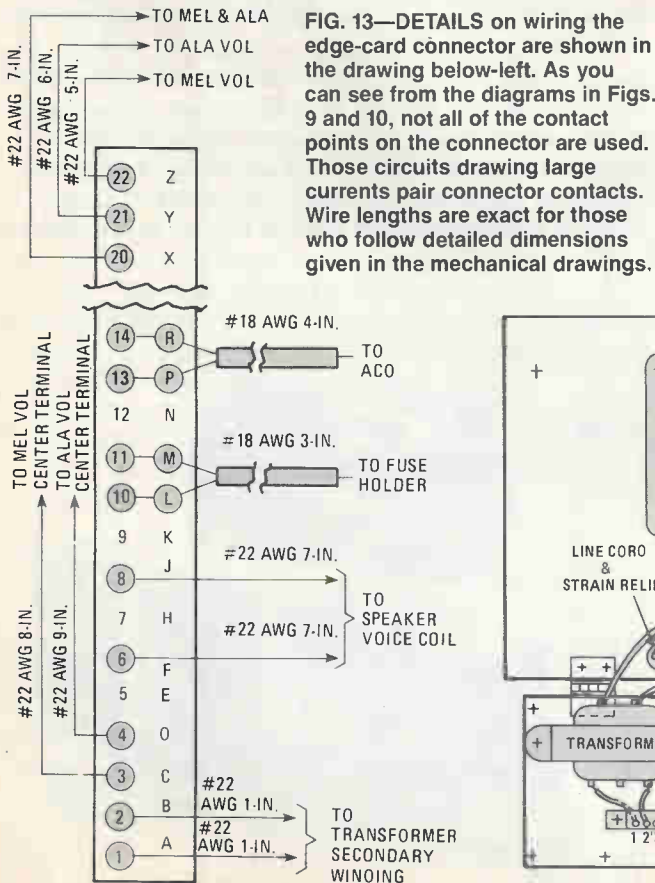 FIG. 13—DETAILS on wiring the
edge-card connector are shown in
the drawing below-left. As you
can see from the diagrams in Figs.
9 and 10, not all of the contact
points on the connector are used.
Those circuits drawing large
currents pair connector contacts.
Wire lengths are exact for those
who follow detailed dimensions
given in the mechanical drawings.
#22 AWG 7-IN.
#22 AWG 6-IN.
#22 AWG 5-IN.
TO MEL & ALA
TO ALA VOL
TO MEL VOL
22 Z
21 Y
20 X
14 R
13 P
12 N
11 M
10 L
9 K
J
8
7 H
6
F
5 E
4 O
3 C
B
2
A
1
#18 AWG 4-IN.
TO
ACO
#18 AWG 3-IN.
TO FUSE
HOLDER
#22 AWG 7-IN.
#22 AWG 7-IN.
TO
SPEAKER
VOICE COIL
TO MEL VOL
CENTER TERMINAL
TO ALA VOL
CENTER TERMINAL
#22 AWG 8-IN.
#22 AWG 9-IN.
#22
AWG 1-IN.
#22
AWG 1-IN.
TO
TRANSFORMER
SECONDARY
WINOING
LINE CORO
&
STRAIN RELI
TRANSFORM
1 2